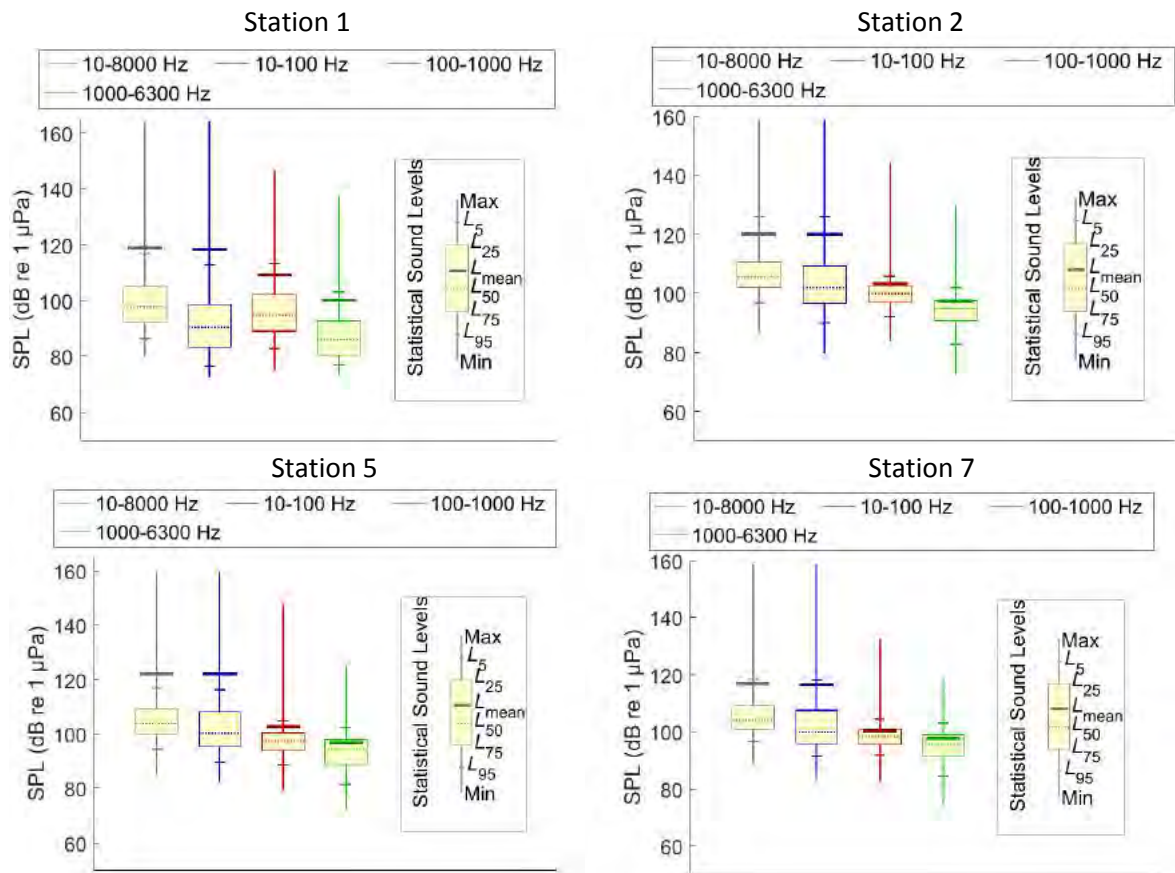 Station 1
10-8000 Hz 10-100 Hz 100-1000 Hz
1000-6300 Hz
SPL (dB re 1 µPa)
160
140
120
100
80
60
Statistical Sound Levels
Max
L5
L25
Lmean
L50
L75
L95
Min
Station 2
10-8000 Hz 10-100 Hz 100-1000 Hz
1000-6300 Hz
SPL (dB re 1 µPa)
160
140
120
100
80
60
Statistical Sound Levels
Max
L5
L25
Lmean
L50
L75
L95
Min
Station 5
10-8000 Hz 10-100 Hz 100-1000 Hz
1000-6300 Hz
SPL (dB re 1 µPa)
160
140
120
100
80
60
Statistical Sound Levels
Max
L5
L25
Lmean
L50
L75
L95
Min
Station 7
10-8000 Hz 10-100 Hz 100-1000 Hz
1000-6300 Hz
SPL (dB re 1 µPa)
160
140
120
100
80
60
Statistical Sound Levels
Max
L5
L25
Lmean
L50
L75
L95
Min